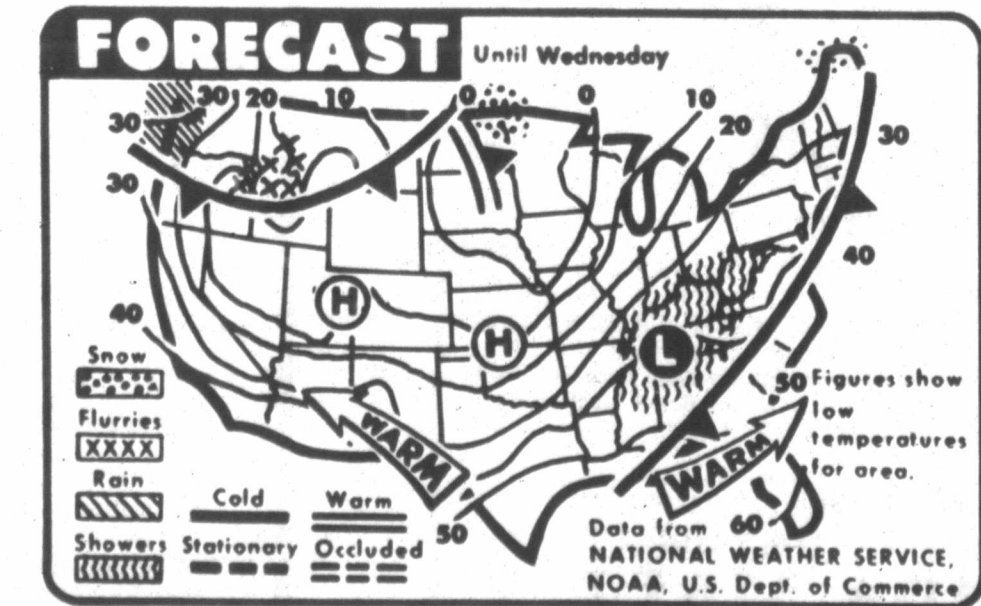 FORECAST
Until Wednesday
30 30 20 10 0 0 10
20
30
30
40
40
H
H
L
50 Figures show
low
temperatures
for area.
WARM
WARM
50
60
Snow
Flurries
XXXX
Rain
Showers
Cold
Warm
Stationary
Occluded
Data from
NATIONAL WEATHER SERVICE,
NOAA, U.S. Dept. of Commerce